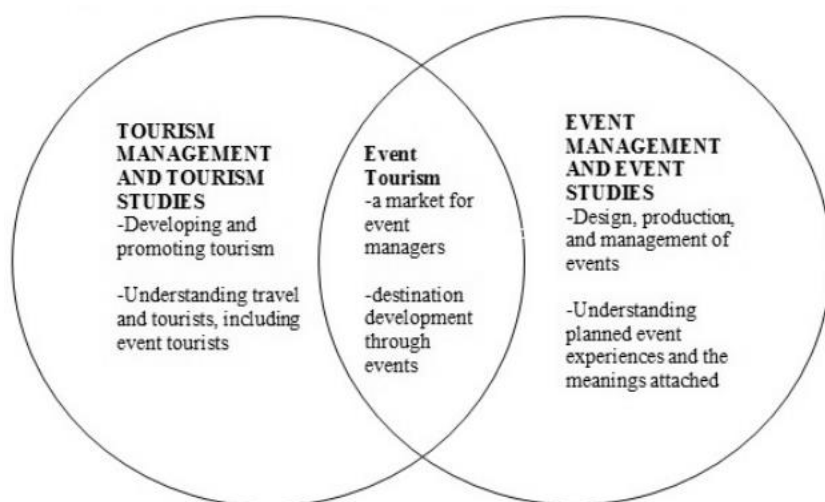 TOURISM
MANAGEMENT
AND TOURISM
STUDIES
-Developing and
promoting tourism
-Understanding travel
and tourists, including
event tourists
Event
Tourism
-a market for
event
managers
-destination
development
through
events
EVENT
MANAGEMENT
AND EVENT
STUDIES
-Design, production,
and management of
events
-Understanding
planned event
experiences and the
meanings attached